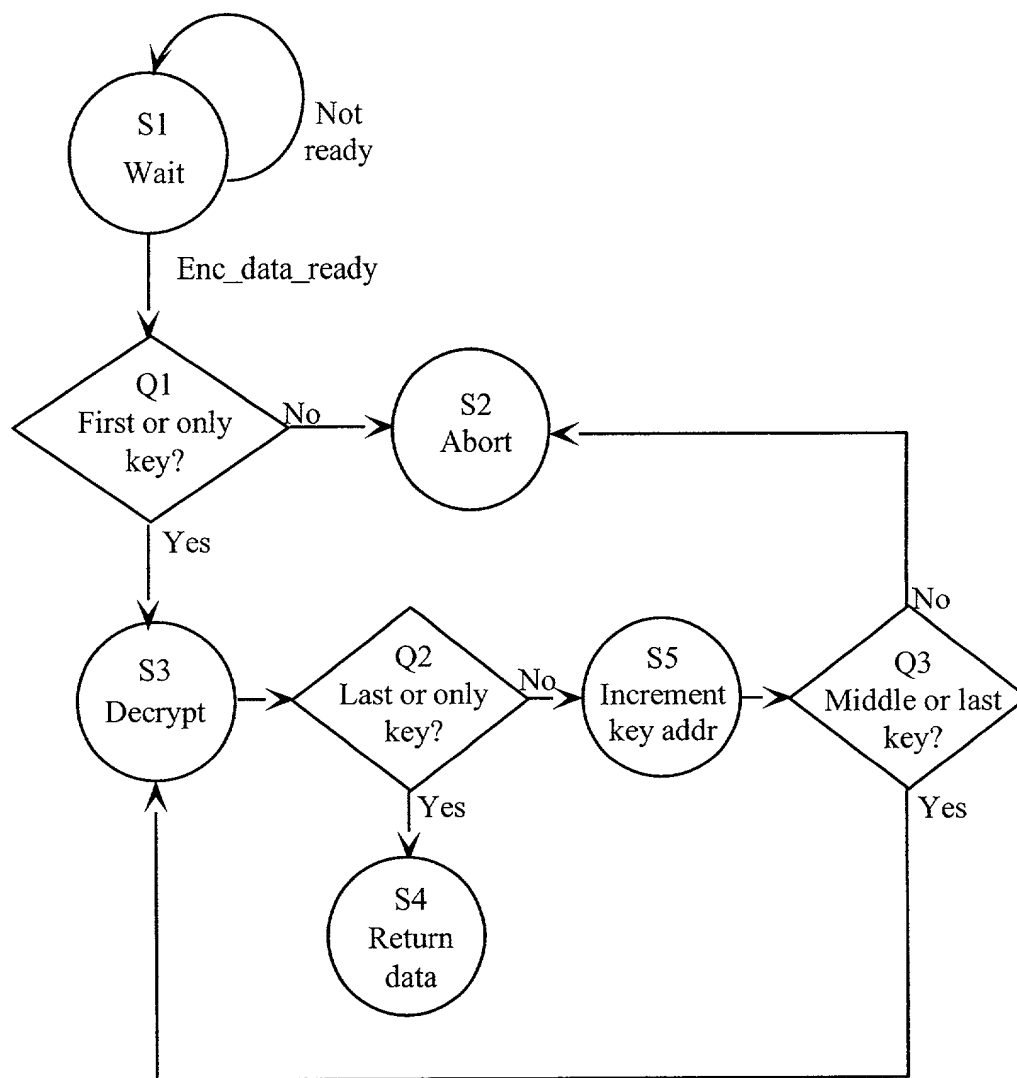 S1
Wait
Not
ready
Enc_data_ready
Q1
First or only
key?
No
S2
Abort
Yes
No
S3
Decrypt
Q2
Last or only
key?
No
S5
Increment
key addr
Q3
Middle or last
key?
Yes
Yes
S4
Return
data